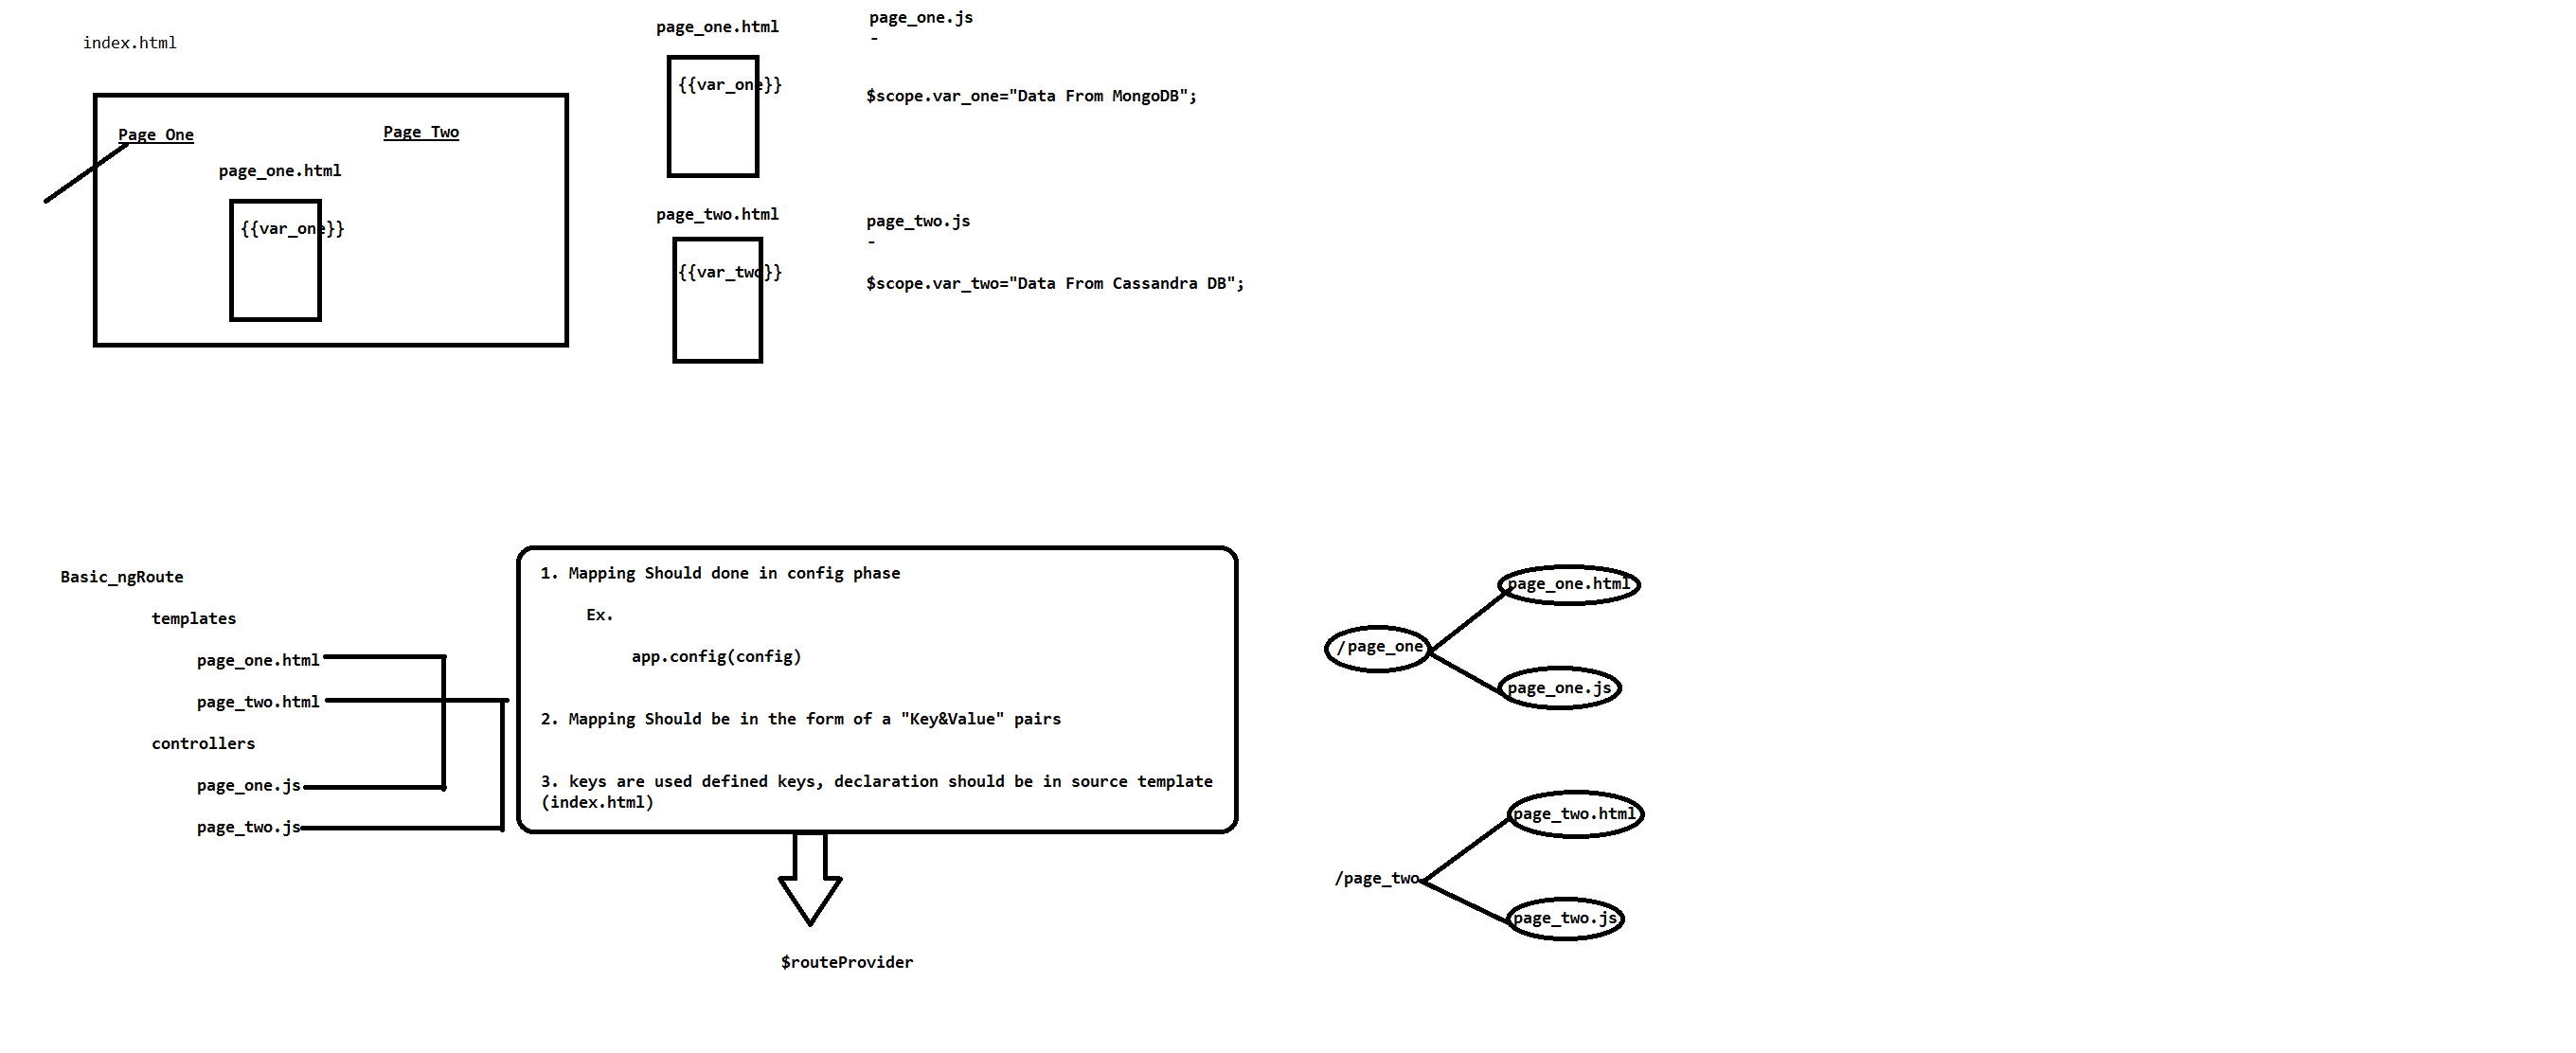 index.html
Page One
Page Two
page_one.html
{{var_one}}
page_one.html
{{var_one}}
page_one.js
-
$scope.var_one="Data From MongoDB";
page_two.html
{{var_two}}
page_two.js
-
$scope.var_two="Data From Cassandra DB";
Basic_ngRoute
templates
page_one.html
page_two.html
controllers
page_one.js
page_two.js
1. Mapping Should done in config phase
Ex.
app.config(config)
2. Mapping Should be in the form of a "Key&Value" pairs
3. keys are used defined keys, declaration should be in source template
(index.html)
$routeProvider
/page_one
page_one.html
page_one.js
/page_two
page_two.html
page_two.js